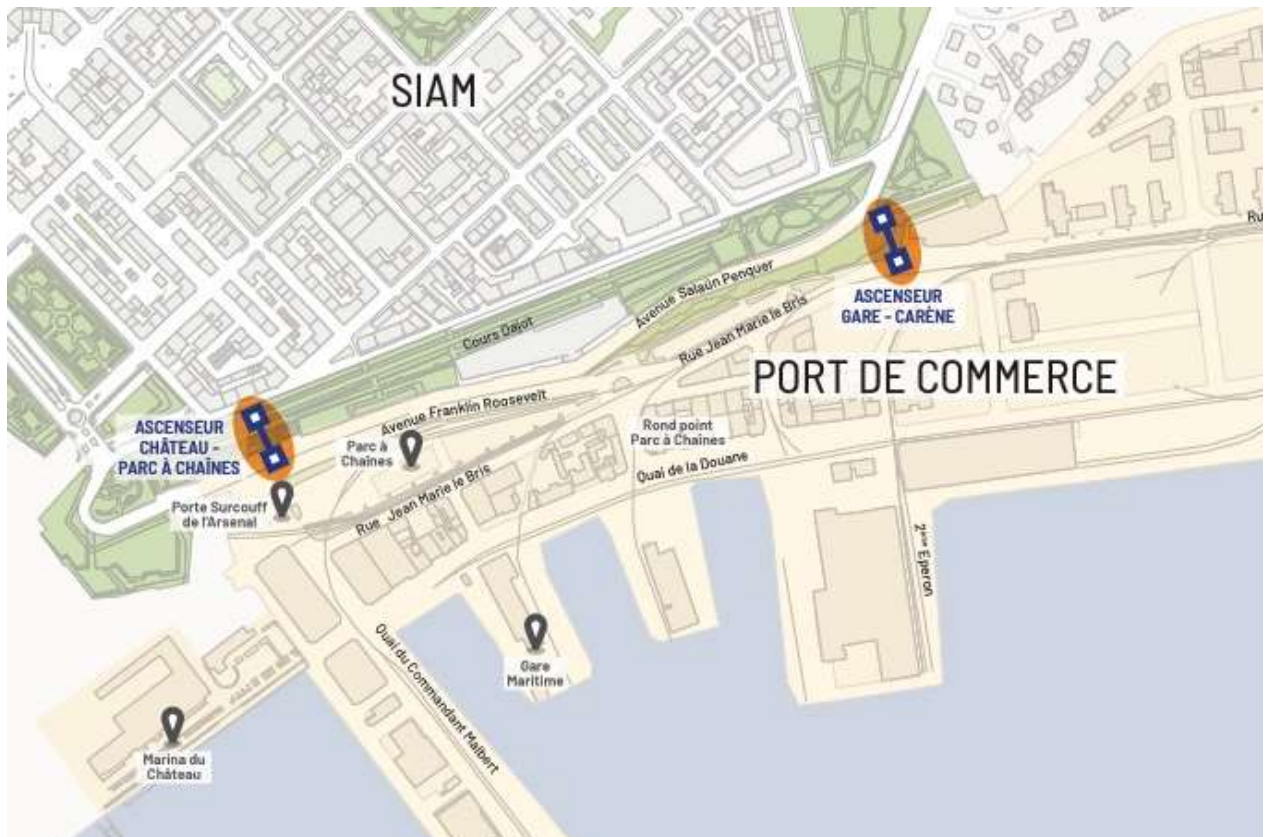 SIAM
Ru
Avenue Salaün Penquer
ASCENSEUR
GARE - CARÈNE
Cours Dajot
Rue Jean Marie le Bris
PORT DE COMMERCE
Avenue Franklin Roosevelt
ASCENSEUR
CHÂTEAU -
PARC À CHAÎNES
Parc à
Chaînes
Rond point
Parc à Chaines
Quai de la Douane
Porte Surcouff
de l'Arsenal
Rue Jean Marie le Bris
2ème Eperon
Quai du Commandant Malbert
Gare
Maritime
Marina du
Château